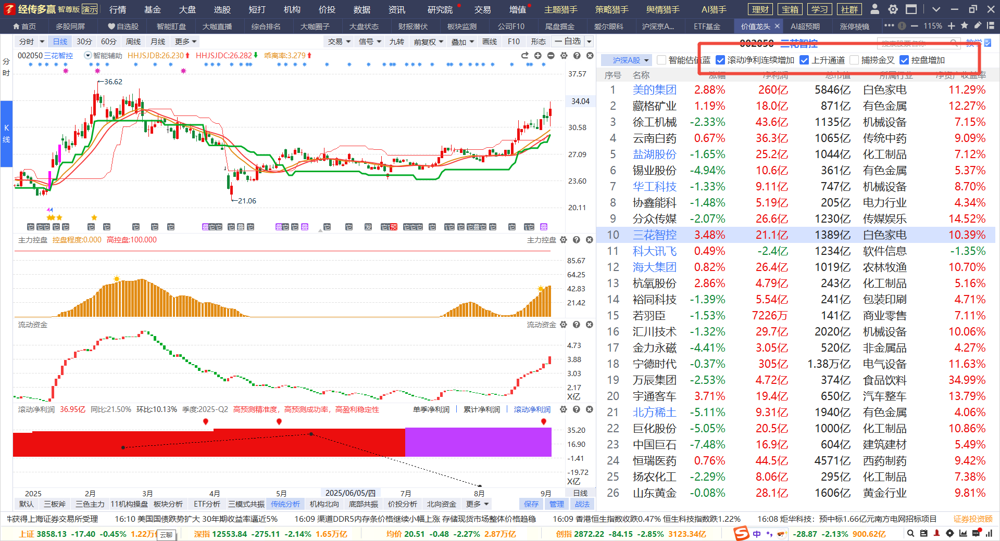 经传多赢 智尊版 演示 行情 基金 大盘 选股 短打 机构 价投 数据 资讯 研究院 交易 增值 主题猎手 策略猎手 舆情猎手 AI猎手 理财 宝箱 学习 社群
首页 多股同屏 自选股 智能盯盘 大咖直播 综合排名 大咖圈子 大盘状态 财报潜伏 板块监测 公司F10 尾盘掘金 爱尔眼科 沪深京A... ETF基金 价值龙头 AI超预期 涨停棱镜 115%
分时 日线 30分 60分 周线 月线 更多 交易 信号 九转 前复权 叠加 画线 F10 形态 自选
002050 三花智控 智能辅助 HHJSJDB:26.230 HHJSJDC:26.282 乖离率:3.279
分时
K线
←36.62
←21.06
37.57
34.04
30.58
27.09
23.60
20.11
主力控盘 控盘程度:0.000 高控盘:100.000 主力控盘
85.67
64.25
42.83
21.42
流动资金 流动资金
4.73
3.88
3.03
2.17
X亿
滚动净利润 36.95亿 同比:21.50% 环比:10.13% 季度:2025-Q2 高预测精准度，高预测成功率，高盈利稳定性 单季净利润 累计净利润 滚动净利润
35.20
16.90
-1.41
-19.72
X亿
2025 2月 3月 4月 5月 2025/06/05/四 7月 8月 9月 日线
默认 三板斧 三色主力 11机构操盘 板块分析 ETF分析 三模式共振 传统分析 机构北向 底部共振 价投分析 北向资金 更多 保存 管理 战法
002050 三花智控 搜索股票名称 教学
沪深A股 智能估值蓝 滚动净利连续增加 上升通道 捕捞金叉 控盘增加
序号 名称 涨幅 净利润 总市值 所属行业 净资产收益率
1 美的集团 2.88% 260亿 5846亿 白色家电 11.29%
2 藏格矿业 1.19% 18.0亿 871亿 有色金属 12.27%
3 徐工机械 -2.33% 43.6亿 1135亿 机械设备 7.15%
4 云南白药 0.67% 36.3亿 1065亿 传统中药 9.09%
5 盐湖股份 -1.65% 25.2亿 1044亿 化工制品 7.12%
6 锡业股份 -4.94% 10.6亿 361亿 有色金属 5.37%
7 华工科技 -1.33% 9.11亿 747亿 机械设备 8.70%
8 协鑫能科 -1.48% 5.19亿 205亿 电力行业 4.34%
9 分众传媒 -2.07% 26.6亿 1230亿 传媒娱乐 14.52%
10 三花智控 3.48% 21.1亿 1389亿 白色家电 10.39%
11 科大讯飞 0.49% -2.4亿 1234亿 软件信息 -1.35%
12 海大集团 0.82% 26.4亿 1019亿 农林牧渔 10.70%
13 杭氧股份 2.86% 4.79亿 243亿 化工制品 5.16%
14 裕同科技 -1.39% 5.54亿 241亿 包装印刷 4.71%
15 若羽臣 -1.53% 7226万 141亿 商业零售 7.11%
16 汇川技术 -1.32% 29.7亿 2020亿 机械设备 10.06%
17 金力永磁 -4.41% 3.05亿 520亿 非金属品 4.27%
18 宁德时代 -0.37% 305亿 1.38万亿 电气设备 11.63%
19 万辰集团 -2.53% 4.72亿 374亿 食品饮料 34.99%
20 宇通客车 3.71% 19.4亿 650亿 汽车整车 13.79%
21 北方稀土 -5.11% 9.31亿 1940亿 有色金属 4.06%
22 巨化股份 -5.05% 20.5亿 1000亿 化工制品 10.86%
23 中国巨石 -7.48% 16.9亿 604亿 建筑建材 5.49%
24 恒瑞医药 0.76% 44.5亿 4571亿 西药制药 9.42%
25 扬农化工 -2.29% 8.06亿 295亿 化工制品 7.38%
26 山东黄金 -0.08% 28.1亿 1606亿 黄金行业 9.81%
获得上海证券交易所受理 16:10 美国国债跌势扩大 30年期收益率逼近5% 16:09 渠道DDR5内存条价格继续小幅上涨 存储现货市场整体价格趋稳 16:09 香港恒生指数收跌0.47% 恒生科技指数跌1.22% 16:08 炬华科技：预中标1.66亿元南方电网招标项目 证券投资顾
上证 3858.13 -17.40 -0.45% 1.22万 云聊 深指 12553.84 -275.11 -2.14% 1.65万亿 均价 20.51 -0.48 -2.27% 2.87万亿 创指 2872.22 -84.15 -2.85% 3123.34亿 中 -28.87 -2.13% 900.62亿